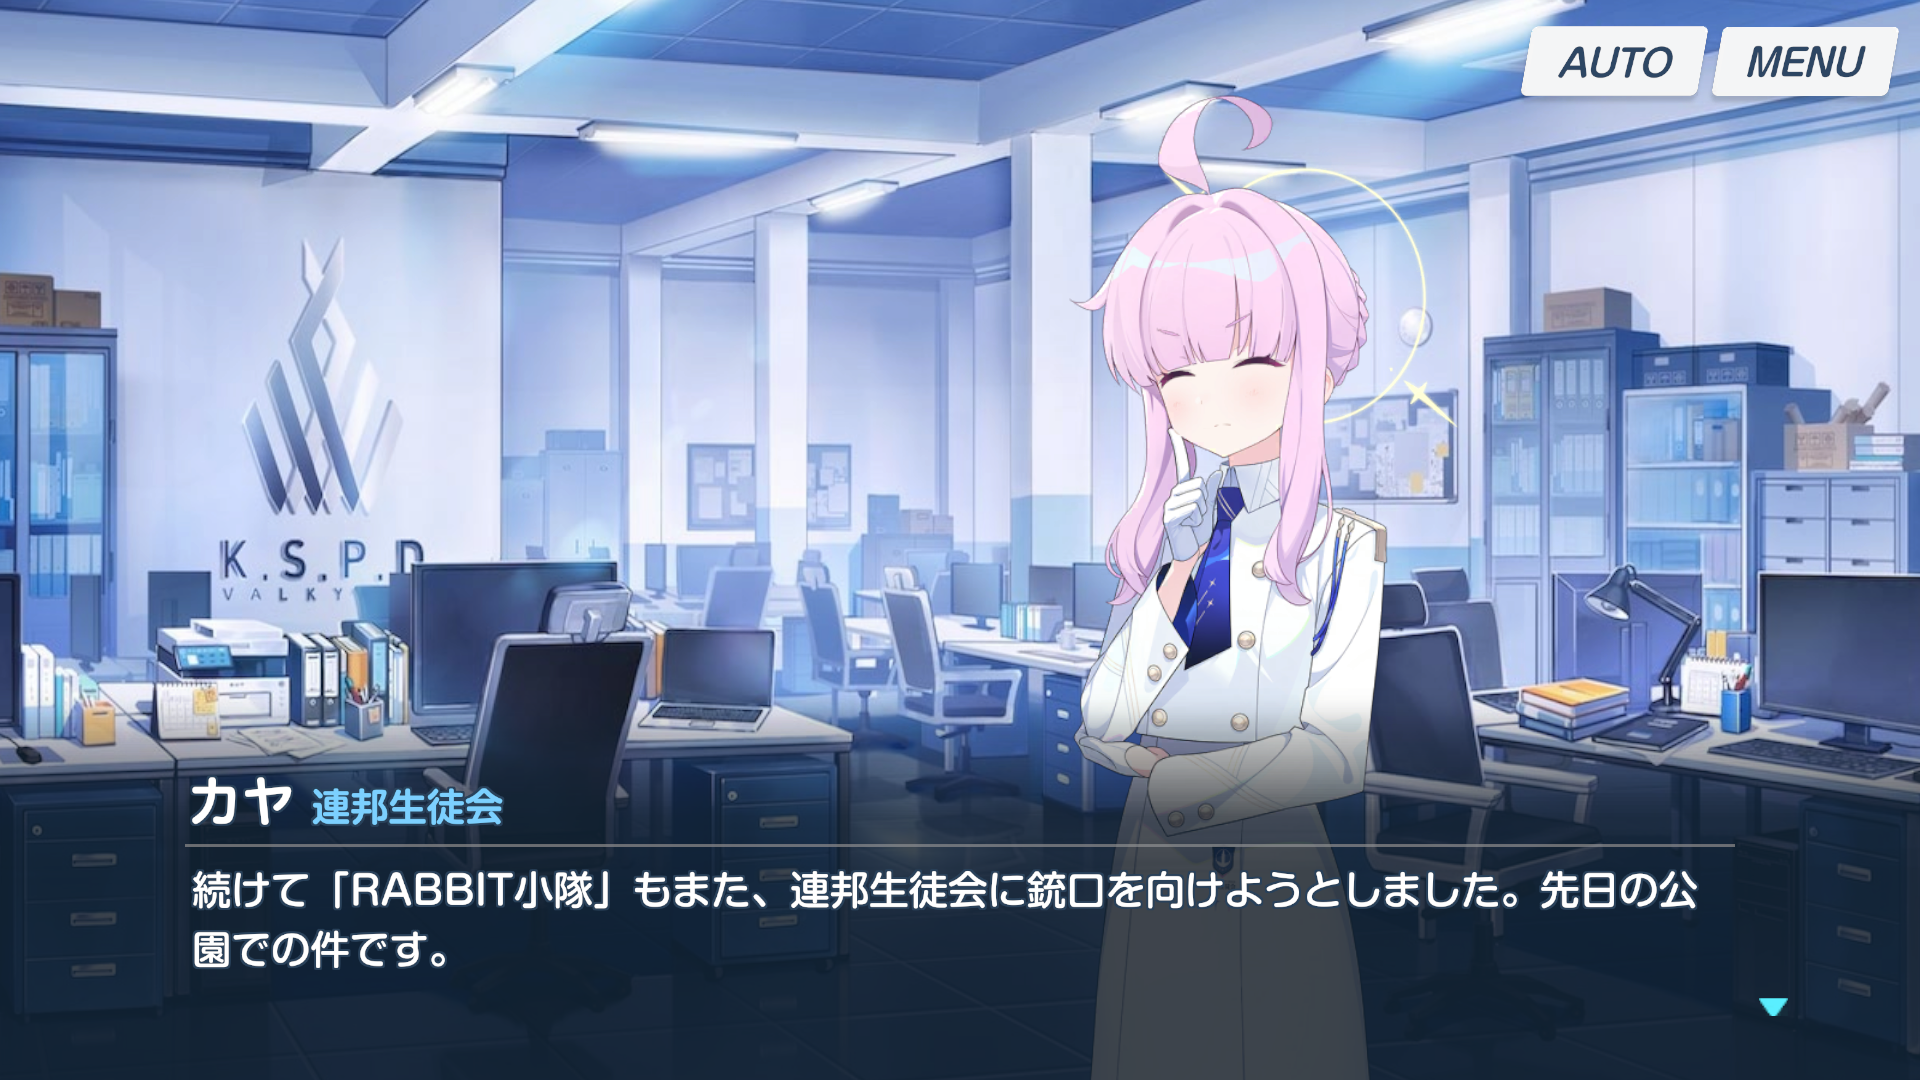 AUTO
MENU
K.S.P.D
VALKY
カヤ 連邦生徒会
続けて「RABBIT小隊」もまた、連邦生徒会に銃口を向けようとしました。先日の公
園での件です。